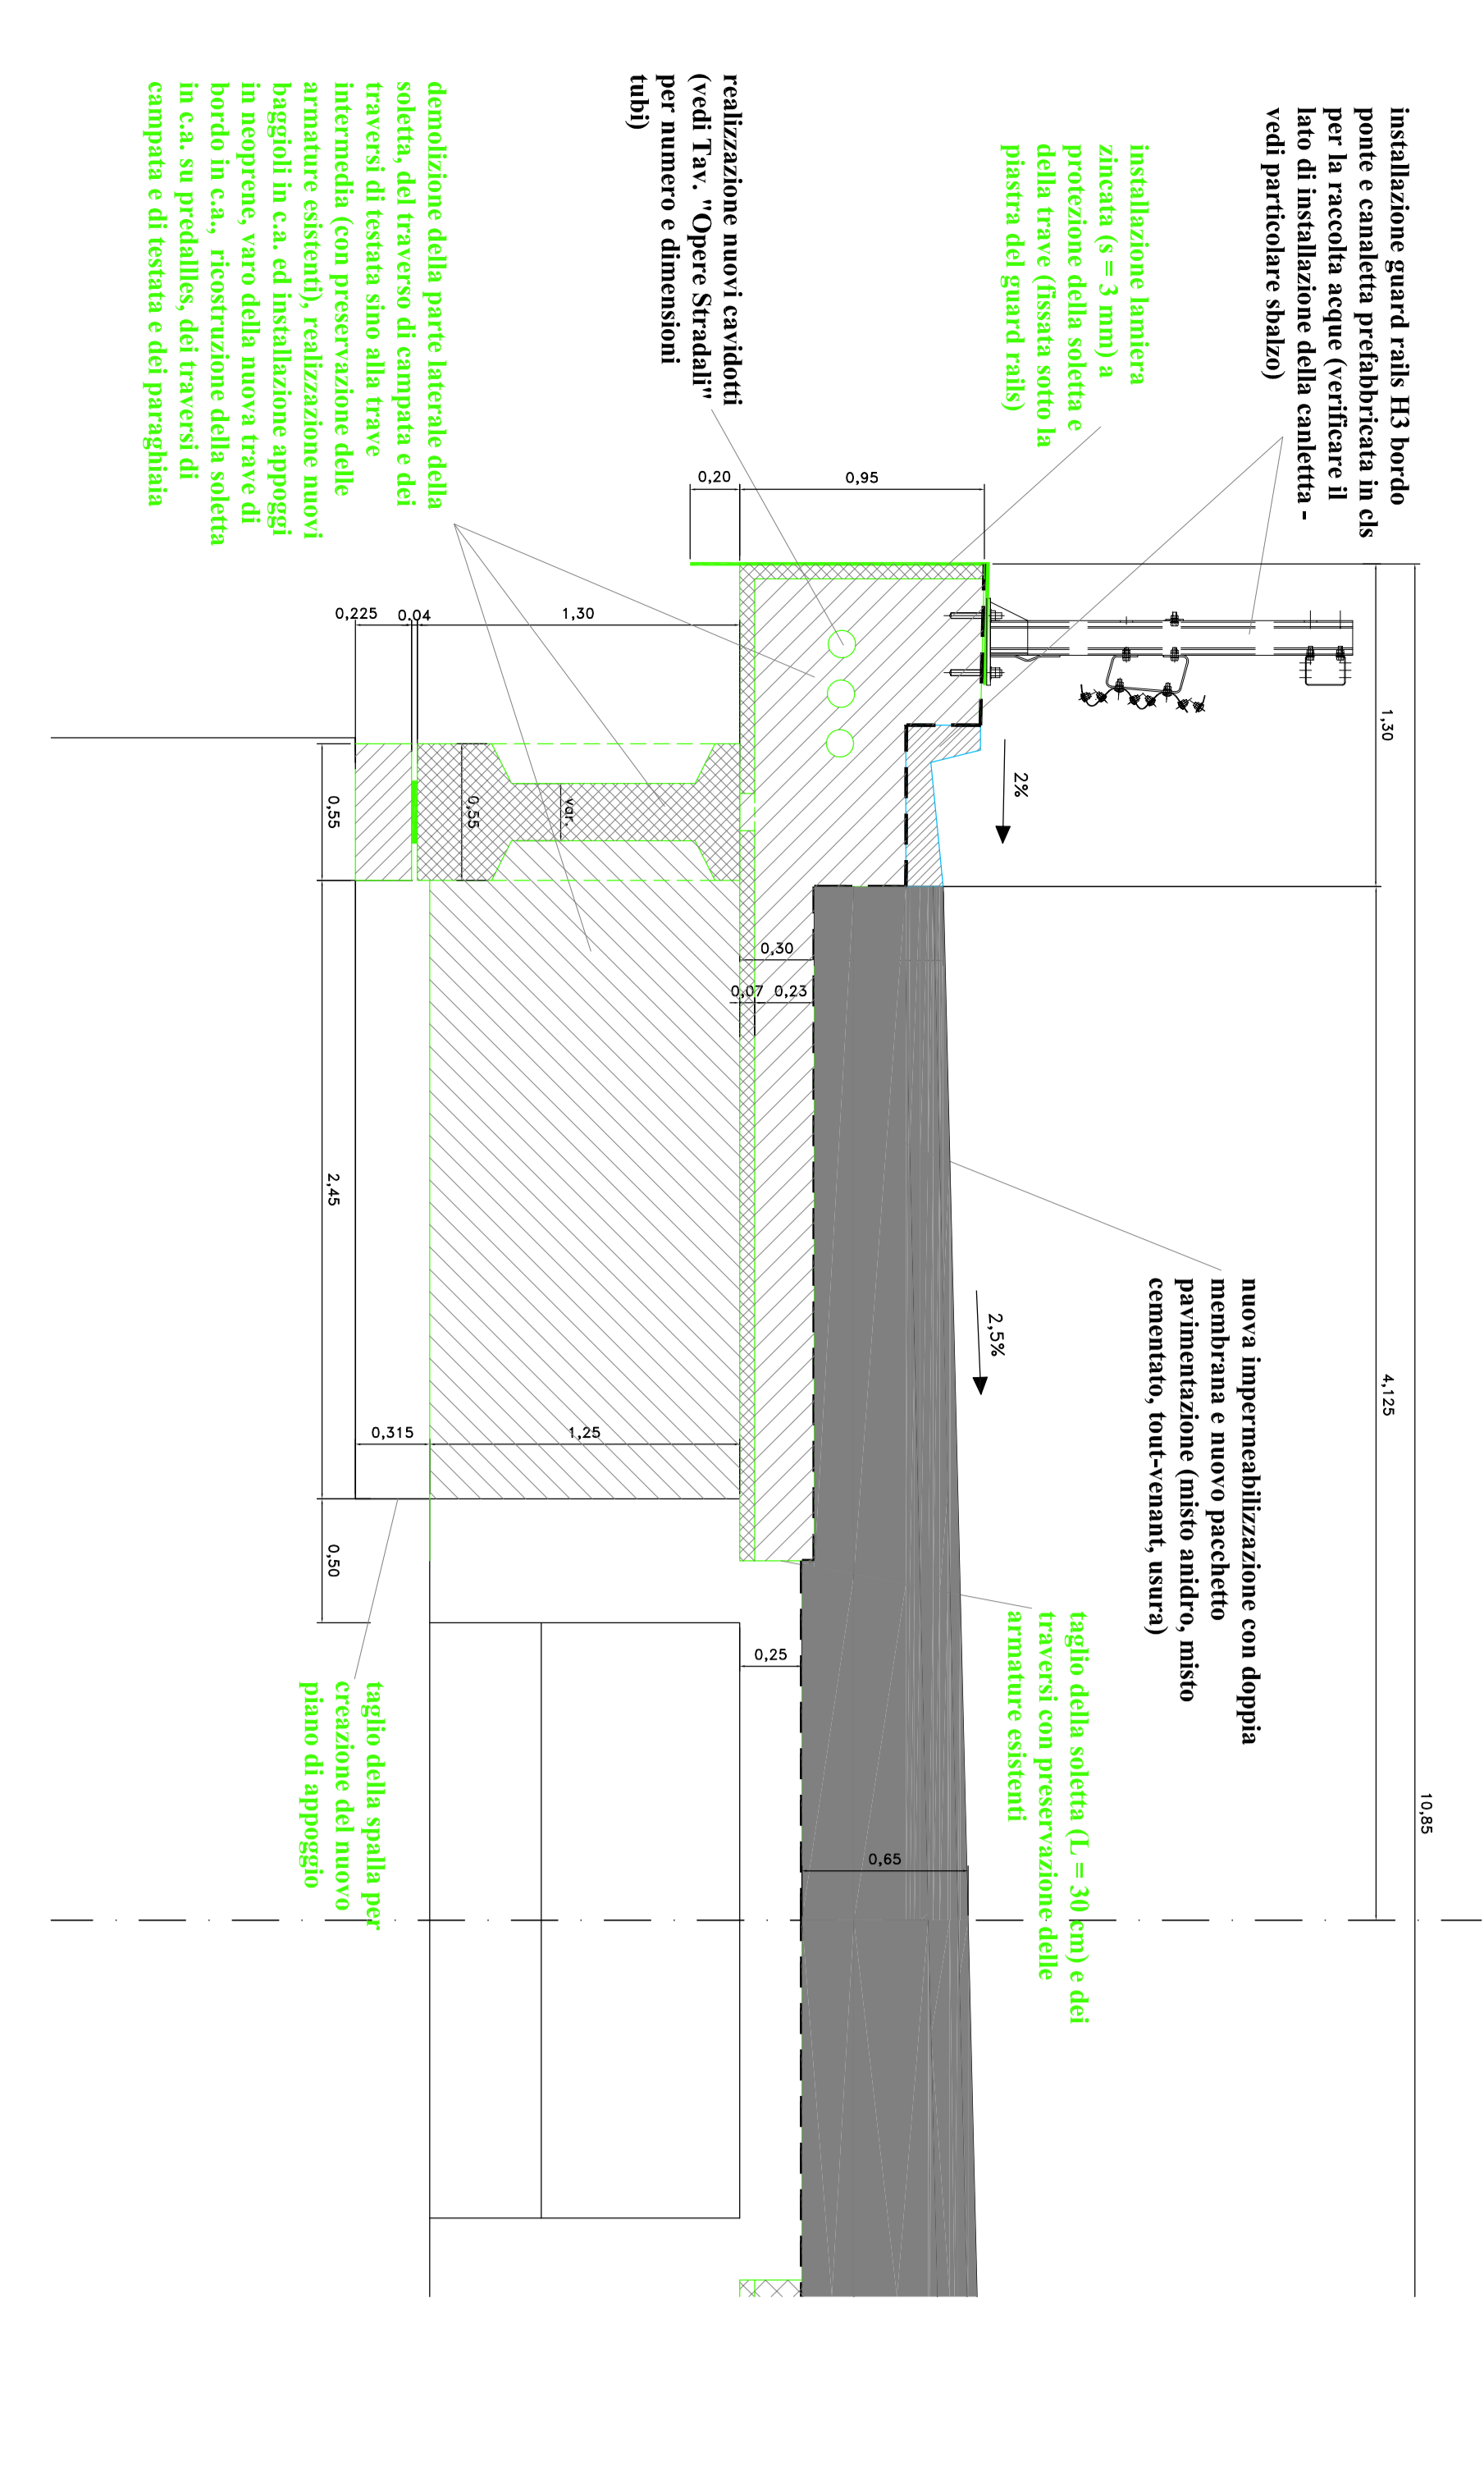 installazione guard rails H3 bordo
ponte e canaletta prefabbricata in cls
per la raccolta acque (verificare il
lato di installazione della canlettta -
vedi particolare sbalzo)
installazione lamiera
zincata (s = 3 mm) a
protezione della soletta e
della trave (fissata sotto la
piastra del guard rails)
realizzazione nuovi cavidotti
(vedi Tav. "Opere Stradali"
per numero e dimensioni
tubi)
demolizione della parte laterale della
soletta, del traverso di campata e dei
traversi di testata sino alla trave
intermedia (con preservazione delle
armature esistenti), realizzazione nuovi
baggioli in c.a. ed installazione appoggi
in neoprene, varo della nuova trave di
bordo in c.a., ricostruzione della soletta
in c.a. su predallles, dei traversi di
campata e di testata e dei paraghiaia
nuova impermeabilizzazione con doppia
membrana e nuovo pacchetto
pavimentazione (misto anidro, misto
cementato, tout-venant, usura)
taglio della soletta (L = 30 cm) e dei
traversi con preservazione delle
armature esistenti
taglio della spalla per
creazione del nuovo
piano di appoggio
10,85
1,30
4,125
2%
2,5%
0,95
0,20
1,30
0,04
0,225
0,55
var.
0,55
2,45
0,50
0,30
0,07
0,23
0,315
1,25
0,25
0,65